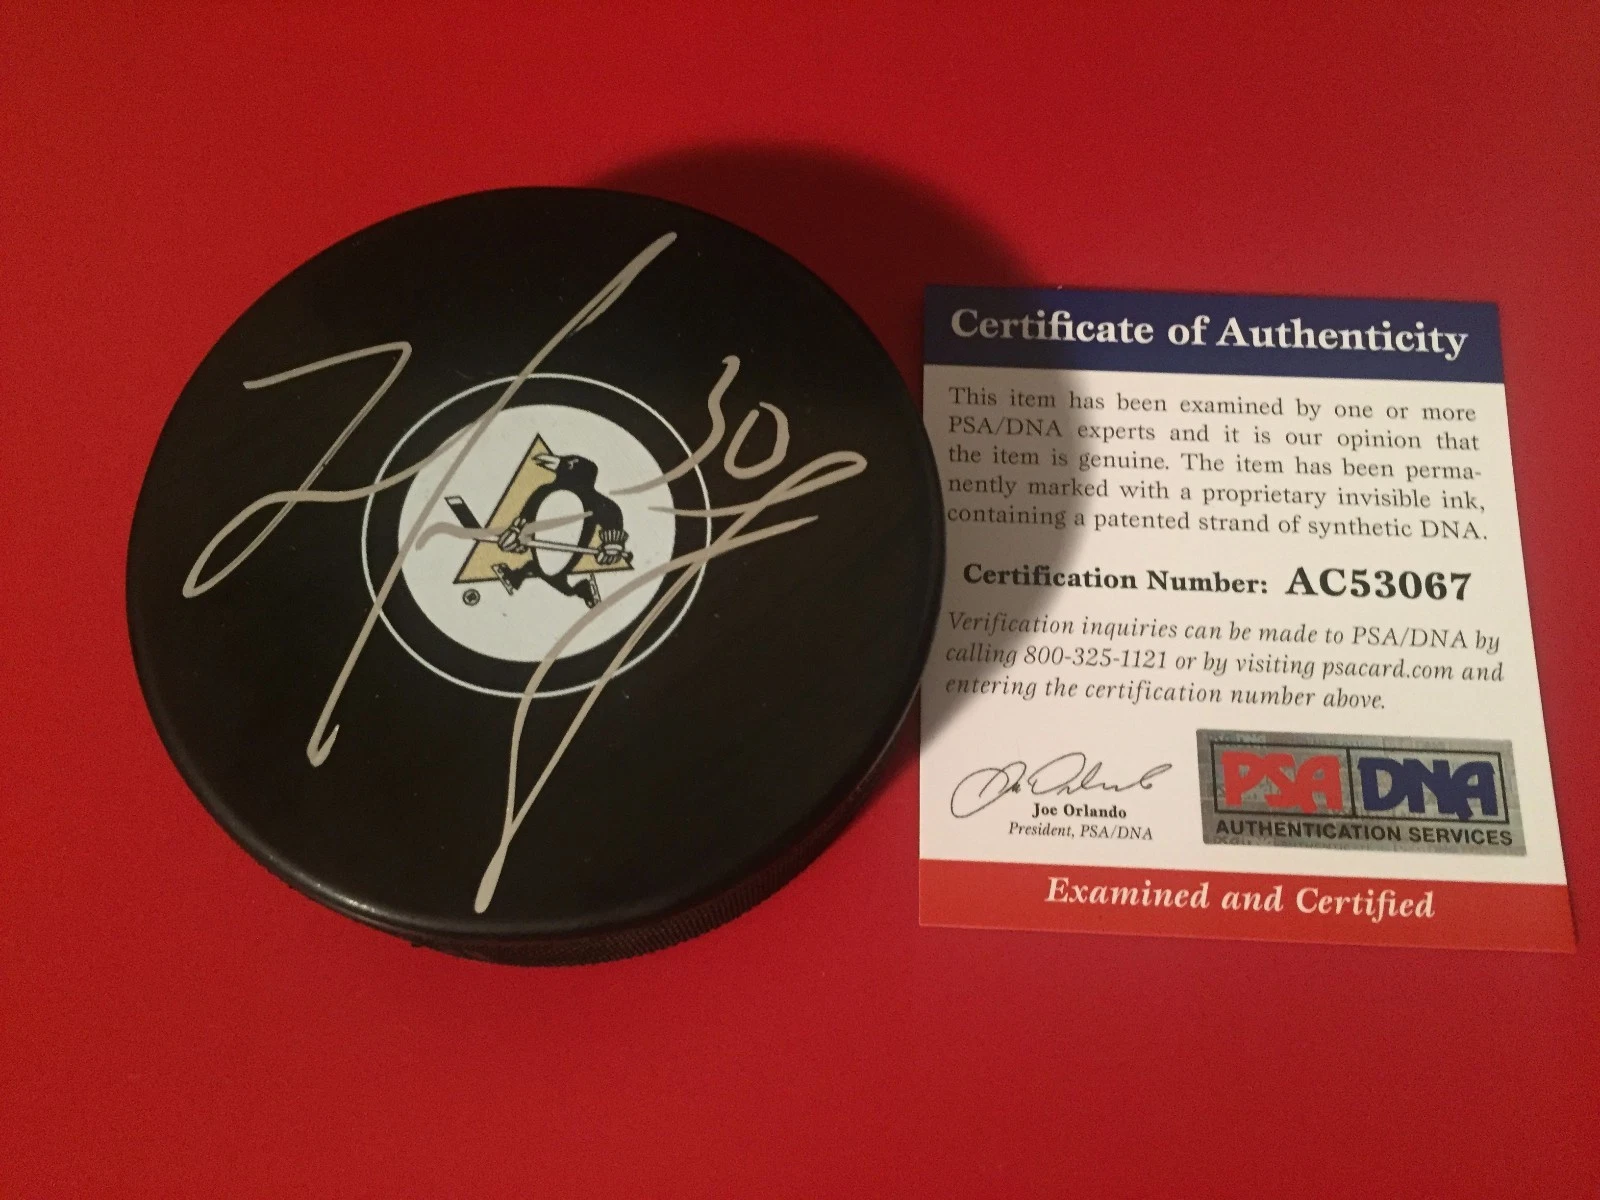 30
Certificate of Authenticity
This item has been examined by one or more
PSA/DNA experts and it is our opinion that
the item is genuine. The item has been perma-
nently marked with a proprietary invisible ink,
containing a patented strand of synthetic DNA.
Certification Number: AC53067
Verification inquiries can be made to PSA/DNA by
calling 800-325-1121 or by visiting psacard.com and
entering the certification number above.
Joe Orlando
President, PSA/DNA
PSA DNA
AUTHENTICATION SERVICES
Examined and Certified